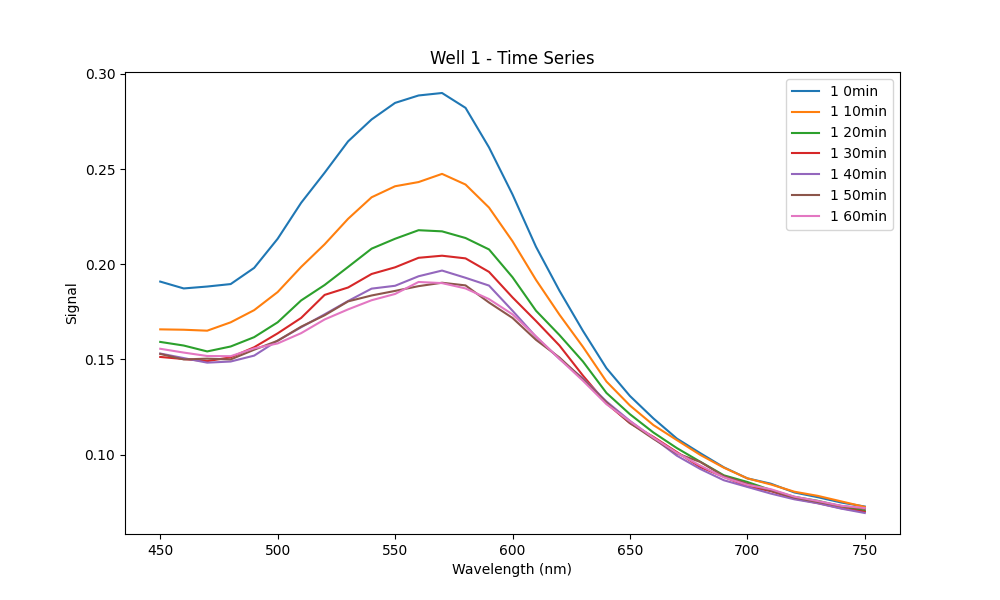 Well 1 - Time Series
1 0min
1 10min
1 20min
1 30min
1 40min
1 50min
1 60min
Signal
0.30
0.25
0.20
0.15
0.10
450 500 550 600 650 700 750
Wavelength (nm)